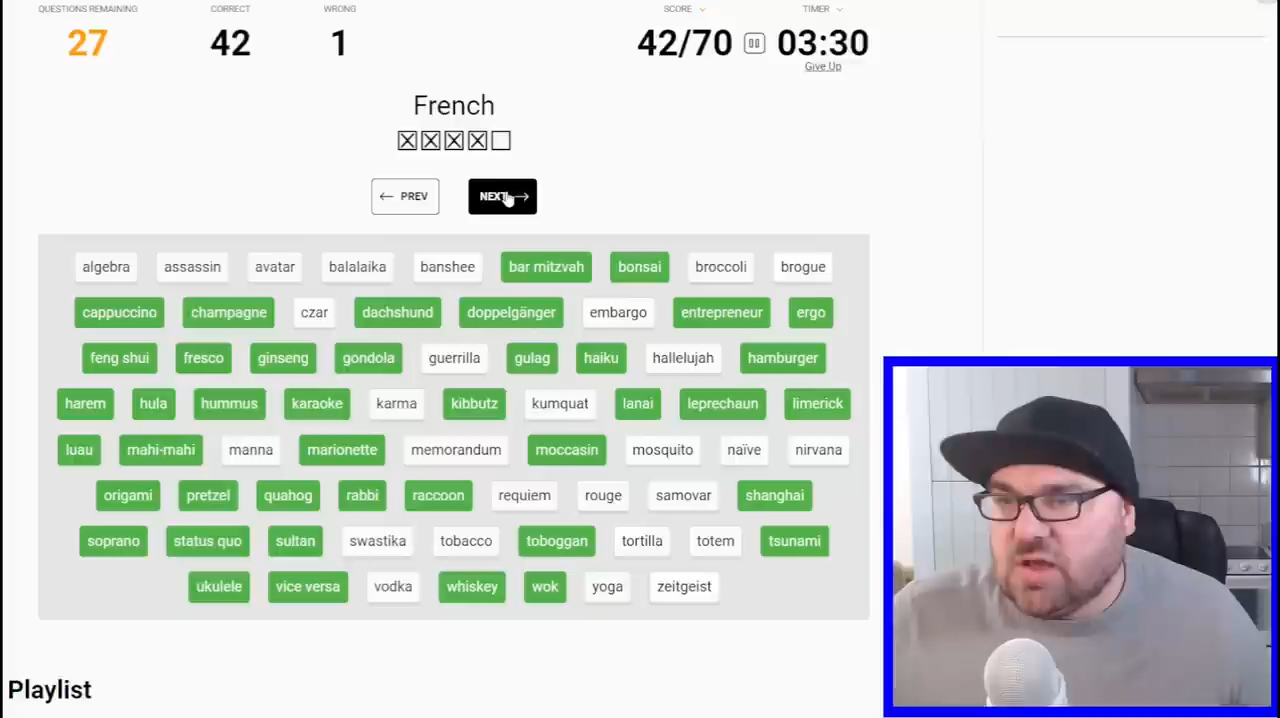 QUESTIONS REMAINING CORRECT WRONG SCORE TIMER
27 42 1 42/70 03:30
Give Up
French
← PREV NEXT →
algebra assassin avatar balalaika banshee bar mitzvah bonsai broccoli brogue
cappuccino champagne czar dachshund doppelgänger embargo entrepreneur ergo
feng shui fresco ginseng gondola guerrilla gulag haiku hallelujah hamburger
harem hula hummus karaoke karma kibbutz kumquat lanai leprechaun limerick
luau mahi-mahi manna marionette memorandum moccasin mosquito naïve nirvana
origami pretzel quahog rabbi raccoon requiem rouge samovar shanghai
soprano status quo sultan swastika tobacco toboggan tortilla totem tsunami
ukulele vice versa vodka whiskey wok yoga zeitgeist
Playlist